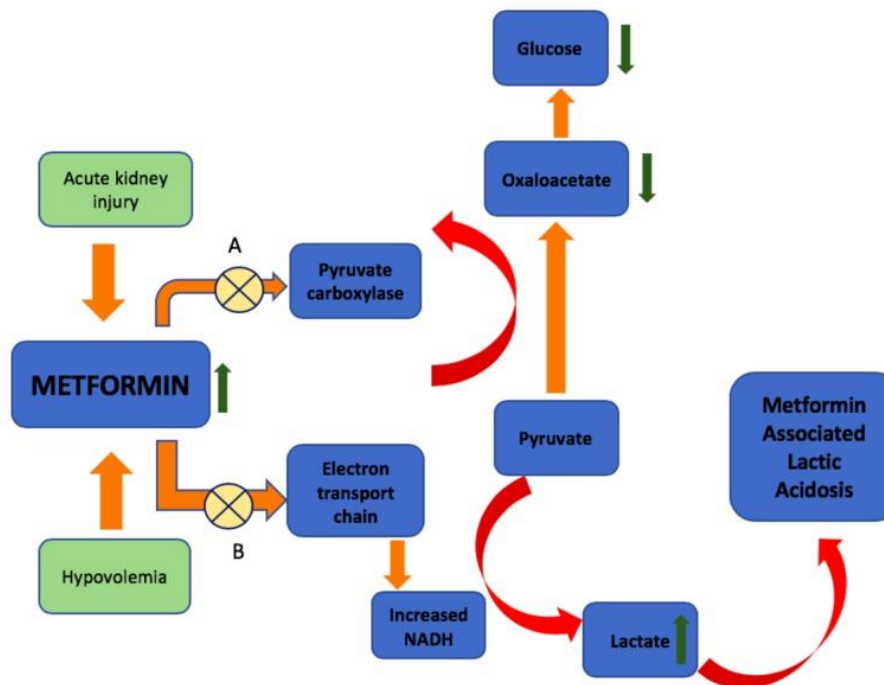 Glucose
Oxaloacetate
Acute kidney
injury
A
Pyruvate
carboxylase
METFORMIN
Pyruvate
Metformin
Associated
Lactic
Acidosis
Electron
transport
chain
B
Hypovolemia
Increased
NADH
Lactate